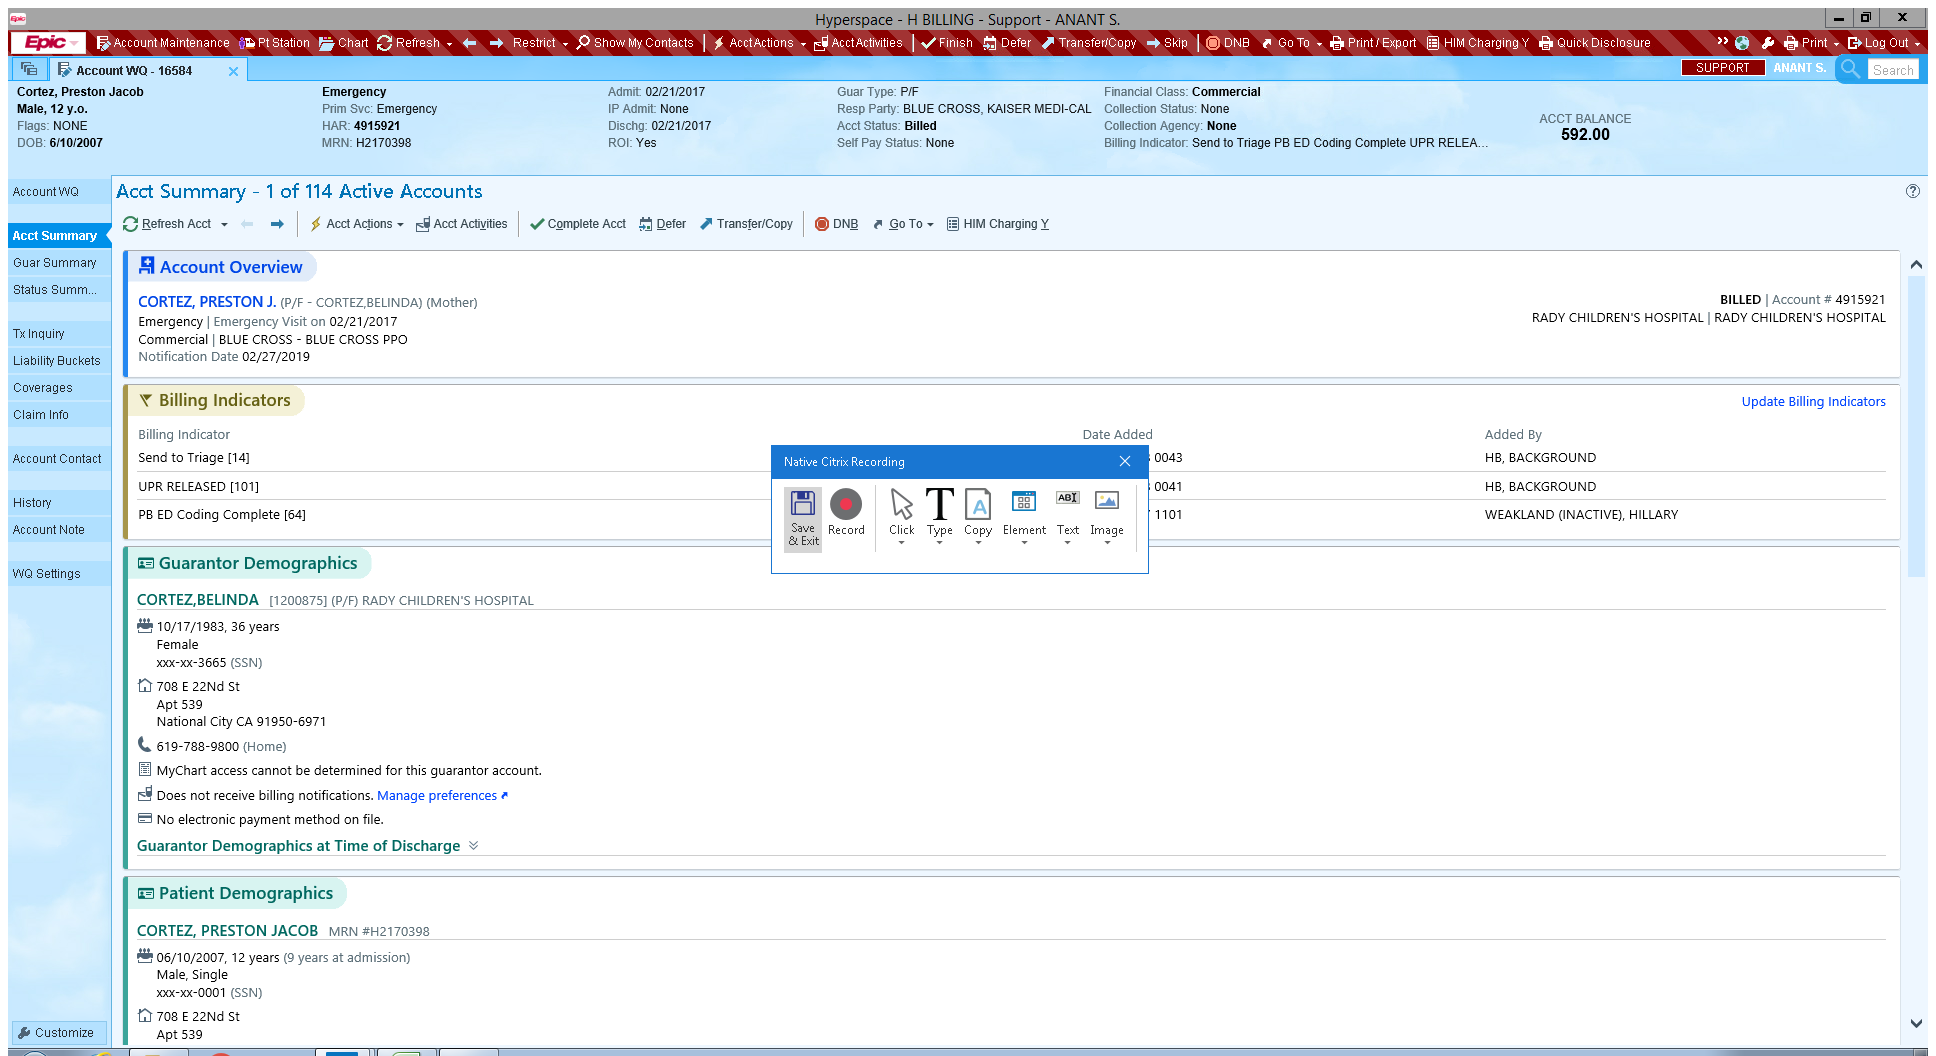 Epic
Hyperspace - H BILLING - Support - ANANT S.
Epic Account Maintenance Pt Station Chart Refresh Restrict Show My Contacts Acct Actions Acct Activities Finish Defer Transfer/Copy Skip DNB Go To Print / Export HIM Charging Y Quick Disclosure Print Log Out
Account WQ - 16584
SUPPORT ANANT S. Search
Cortez, Preston Jacob
Male, 12 y.o.
Flags: NONE
DOB: 6/10/2007
Emergency
Prim Svc: Emergency
HAR: 4915921
MRN: H2170398
Admit: 02/21/2017
IP Admit: None
Dischg: 02/21/2017
ROI: Yes
Guar Type: P/F
Resp Party: BLUE CROSS, KAISER MEDI-CAL
Acct Status: Billed
Self Pay Status: None
Financial Class: Commercial
Collection Status: None
Collection Agency: None
Billing Indicator: Send to Triage PB ED Coding Complete UPR RELEA...
ACCT BALANCE
592.00
Account WQ
Acct Summary
Guar Summary
Status Summ...
Tx Inquiry
Liability Buckets
Coverages
Claim Info
Account Contact
History
Account Note
WQ Settings
Customize
Acct Summary - 1 of 114 Active Accounts
Refresh Acct Acct Actions Acct Activities Complete Acct Defer Transfer/Copy DNB Go To HIM Charging Y
Account Overview
CORTEZ, PRESTON J. (P/F - CORTEZ,BELINDA) (Mother)
Emergency | Emergency Visit on 02/21/2017
Commercial | BLUE CROSS - BLUE CROSS PPO
Notification Date 02/27/2019
BILLED | Account # 4915921
RADY CHILDREN'S HOSPITAL | RADY CHILDREN'S HOSPITAL
Billing Indicators
Update Billing Indicators
Billing Indicator Date Added Added By
Send to Triage [14] 0043 HB, BACKGROUND
UPR RELEASED [101] 0041 HB, BACKGROUND
PB ED Coding Complete [64] 1101 WEAKLAND (INACTIVE), HILLARY
Native Citrix Recording
Save & Exit
Record
Click
Type
Copy
Element
Text
Image
ABI
Guarantor Demographics
CORTEZ,BELINDA [1200875] (P/F) RADY CHILDREN'S HOSPITAL
10/17/1983, 36 years
Female
xxx-xx-3665 (SSN)
708 E 22Nd St
Apt 539
National City CA 91950-6971
619-788-9800 (Home)
MyChart access cannot be determined for this guarantor account.
Does not receive billing notifications. Manage preferences
No electronic payment method on file.
Guarantor Demographics at Time of Discharge
Patient Demographics
CORTEZ, PRESTON JACOB MRN #H2170398
06/10/2007, 12 years (9 years at admission)
Male, Single
xxx-xx-0001 (SSN)
708 E 22Nd St
Apt 539